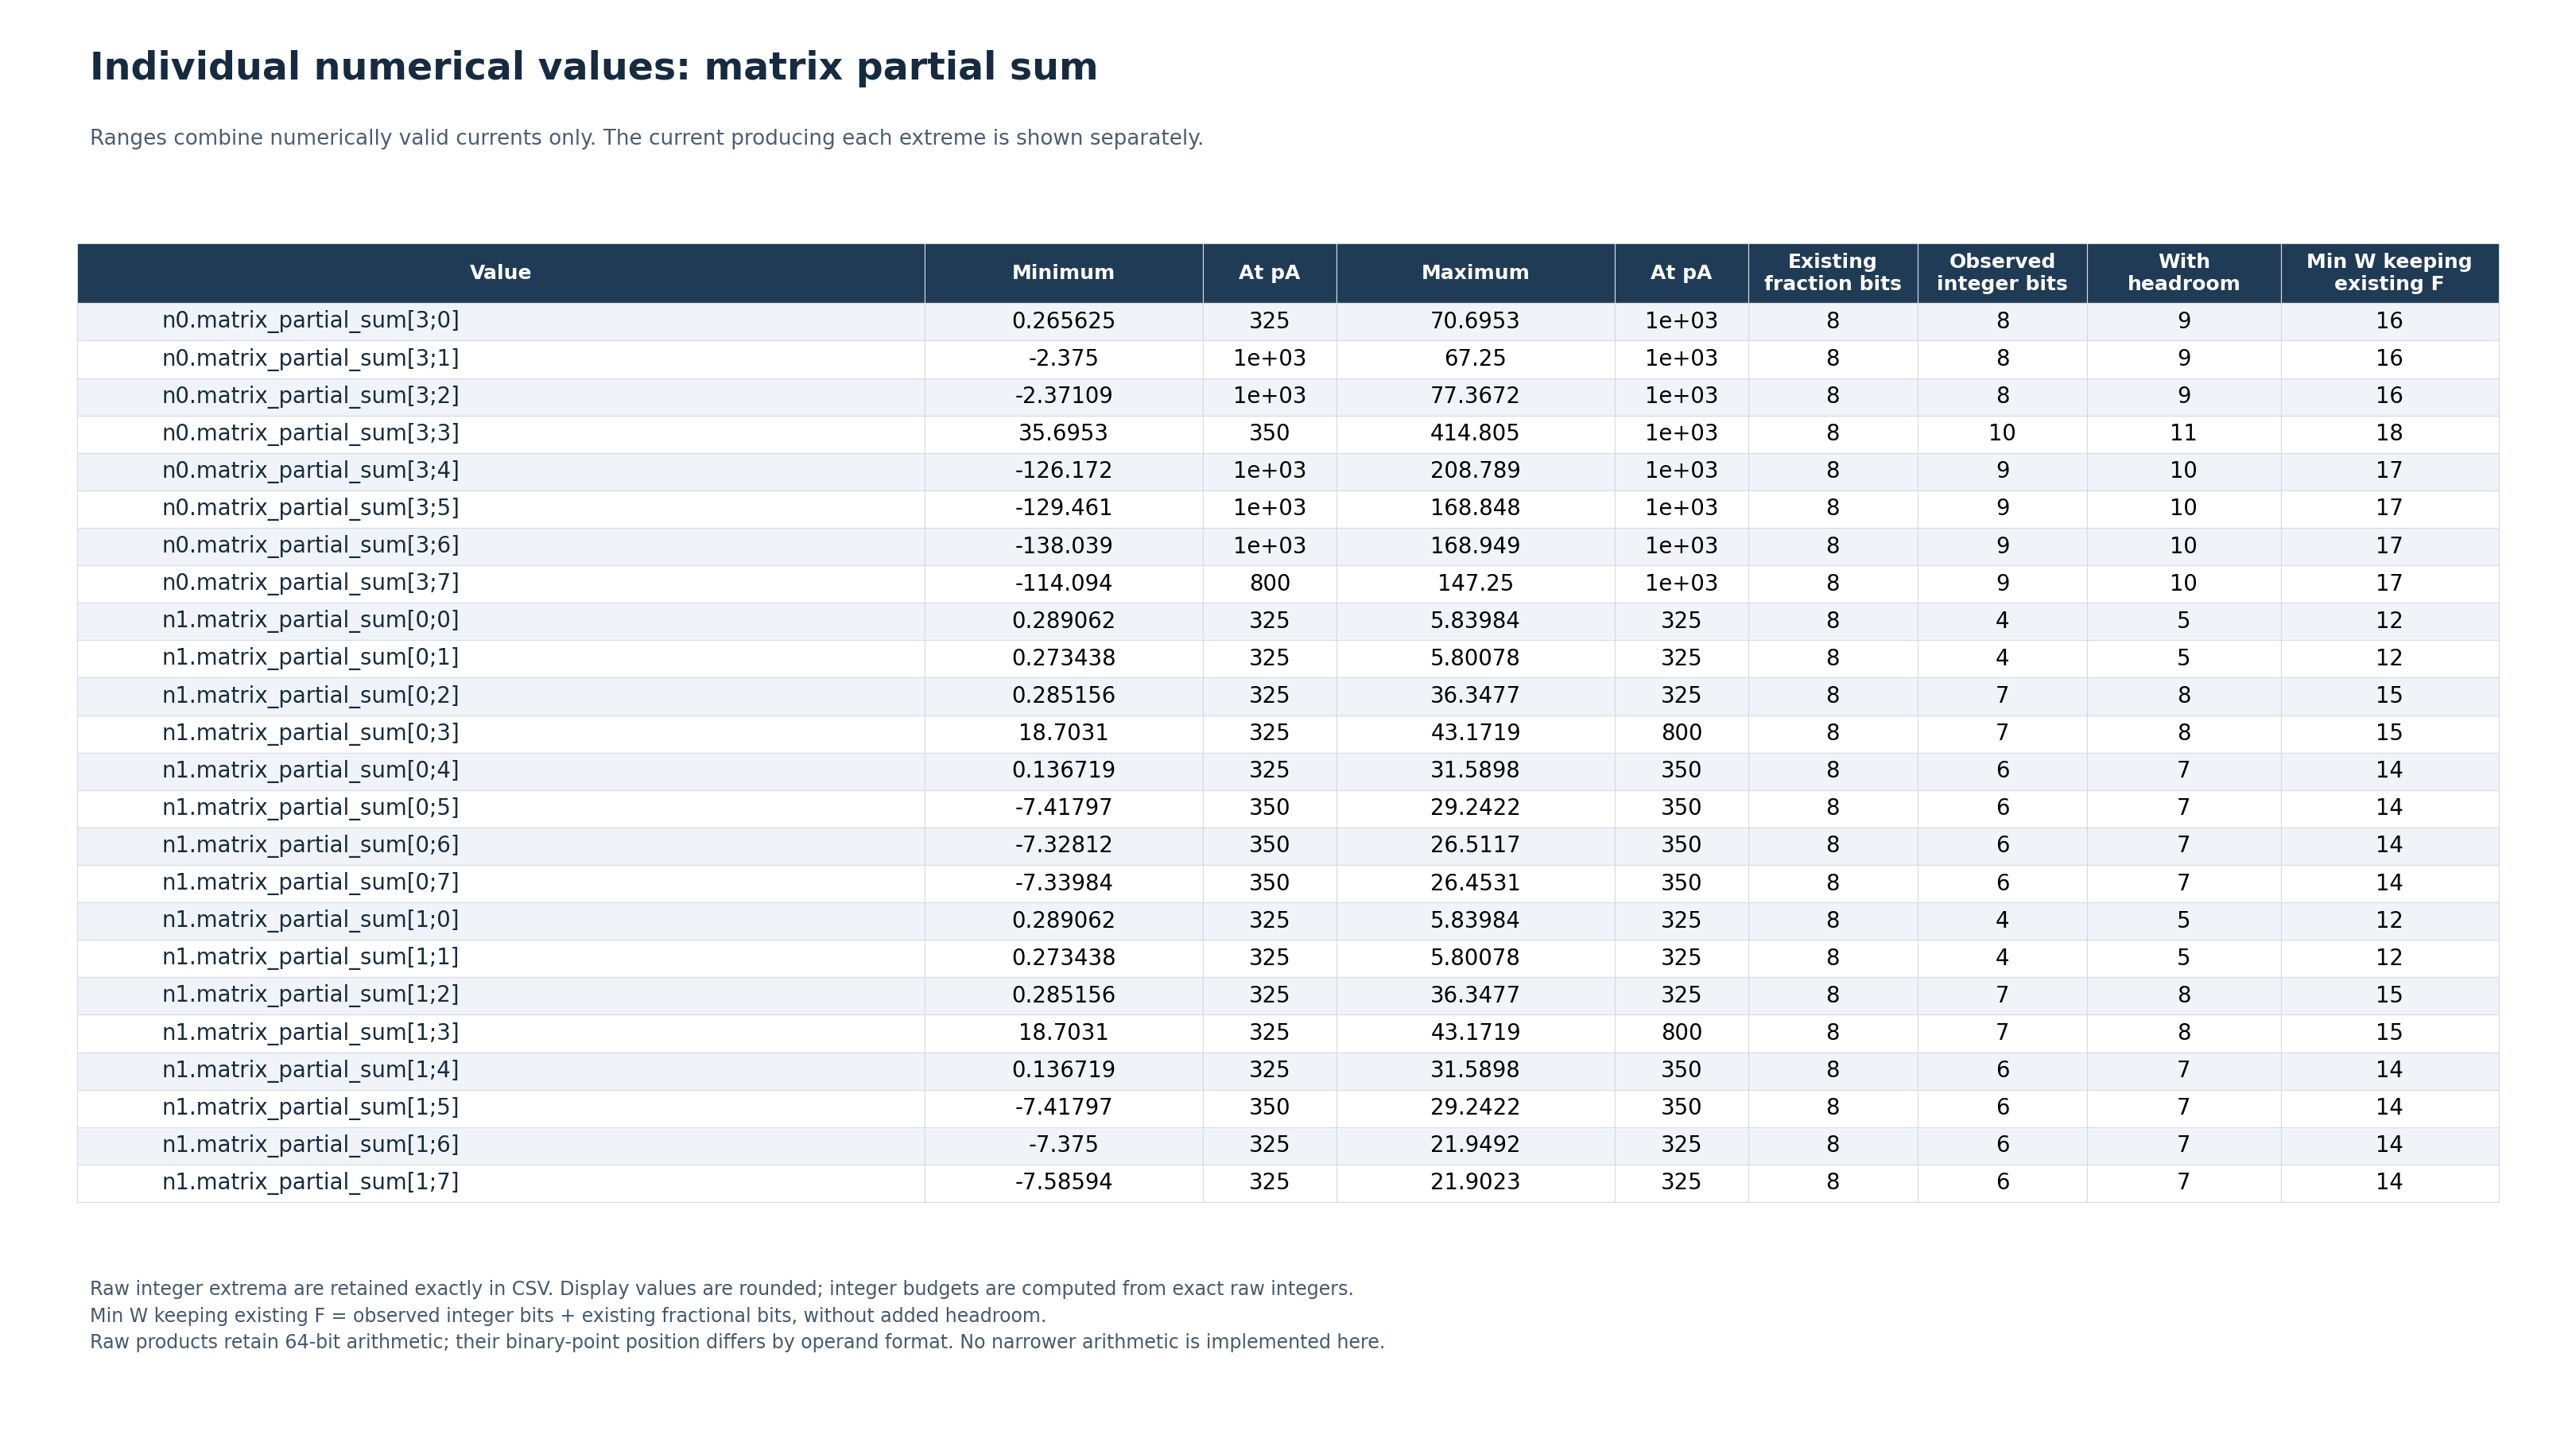 Individual numerical values: matrix partial sum
Ranges combine numerically valid currents only. The current producing each extreme is shown separately.
Value Minimum At pA Maximum At pA Existing fraction bits Observed integer bits With headroom Min W keeping existing F
n0.matrix_partial_sum[3;0] 0.265625 325 70.6953 1e+03 8 8 9 16
n0.matrix_partial_sum[3;1] -2.375 1e+03 67.25 1e+03 8 8 9 16
n0.matrix_partial_sum[3;2] -2.37109 1e+03 77.3672 1e+03 8 8 9 16
n0.matrix_partial_sum[3;3] 35.6953 350 414.805 1e+03 8 10 11 18
n0.matrix_partial_sum[3;4] -126.172 1e+03 208.789 1e+03 8 9 10 17
n0.matrix_partial_sum[3;5] -129.461 1e+03 168.848 1e+03 8 9 10 17
n0.matrix_partial_sum[3;6] -138.039 1e+03 168.949 1e+03 8 9 10 17
n0.matrix_partial_sum[3;7] -114.094 800 147.25 1e+03 8 9 10 17
n1.matrix_partial_sum[0;0] 0.289062 325 5.83984 325 8 4 5 12
n1.matrix_partial_sum[0;1] 0.273438 325 5.80078 325 8 4 5 12
n1.matrix_partial_sum[0;2] 0.285156 325 36.3477 325 8 7 8 15
n1.matrix_partial_sum[0;3] 18.7031 325 43.1719 800 8 7 8 15
n1.matrix_partial_sum[0;4] 0.136719 325 31.5898 350 8 6 7 14
n1.matrix_partial_sum[0;5] -7.41797 350 29.2422 350 8 6 7 14
n1.matrix_partial_sum[0;6] -7.32812 350 26.5117 350 8 6 7 14
n1.matrix_partial_sum[0;7] -7.33984 350 26.4531 350 8 6 7 14
n1.matrix_partial_sum[1;0] 0.289062 325 5.83984 325 8 4 5 12
n1.matrix_partial_sum[1;1] 0.273438 325 5.80078 325 8 4 5 12
n1.matrix_partial_sum[1;2] 0.285156 325 36.3477 325 8 7 8 15
n1.matrix_partial_sum[1;3] 18.7031 325 43.1719 800 8 7 8 15
n1.matrix_partial_sum[1;4] 0.136719 325 31.5898 350 8 6 7 14
n1.matrix_partial_sum[1;5] -7.41797 350 29.2422 350 8 6 7 14
n1.matrix_partial_sum[1;6] -7.375 325 21.9492 325 8 6 7 14
n1.matrix_partial_sum[1;7] -7.58594 325 21.9023 325 8 6 7 14
Raw integer extrema are retained exactly in CSV. Display values are rounded; integer budgets are computed from exact raw integers.
Min W keeping existing F = observed integer bits + existing fractional bits, without added headroom.
Raw products retain 64-bit arithmetic; their binary-point position differs by operand format. No narrower arithmetic is implemented here.